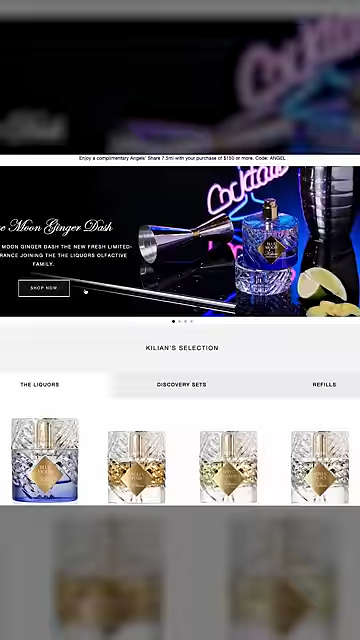 Enjoy a complimentary Angels' Share 7.5ml with your purchase of $150 or more. Code: ANGEL
Cocktails
e Moon Ginger Dash
MOON GINGER DASH THE NEW FRESH LIMITED-
RANCE JOINING THE THE LIQUORS OLFACTIVE
FAMILY.
SHOP NOW
KILIAN'S SELECTION
THE LIQUORS
DISCOVERY SETS
REFILLS